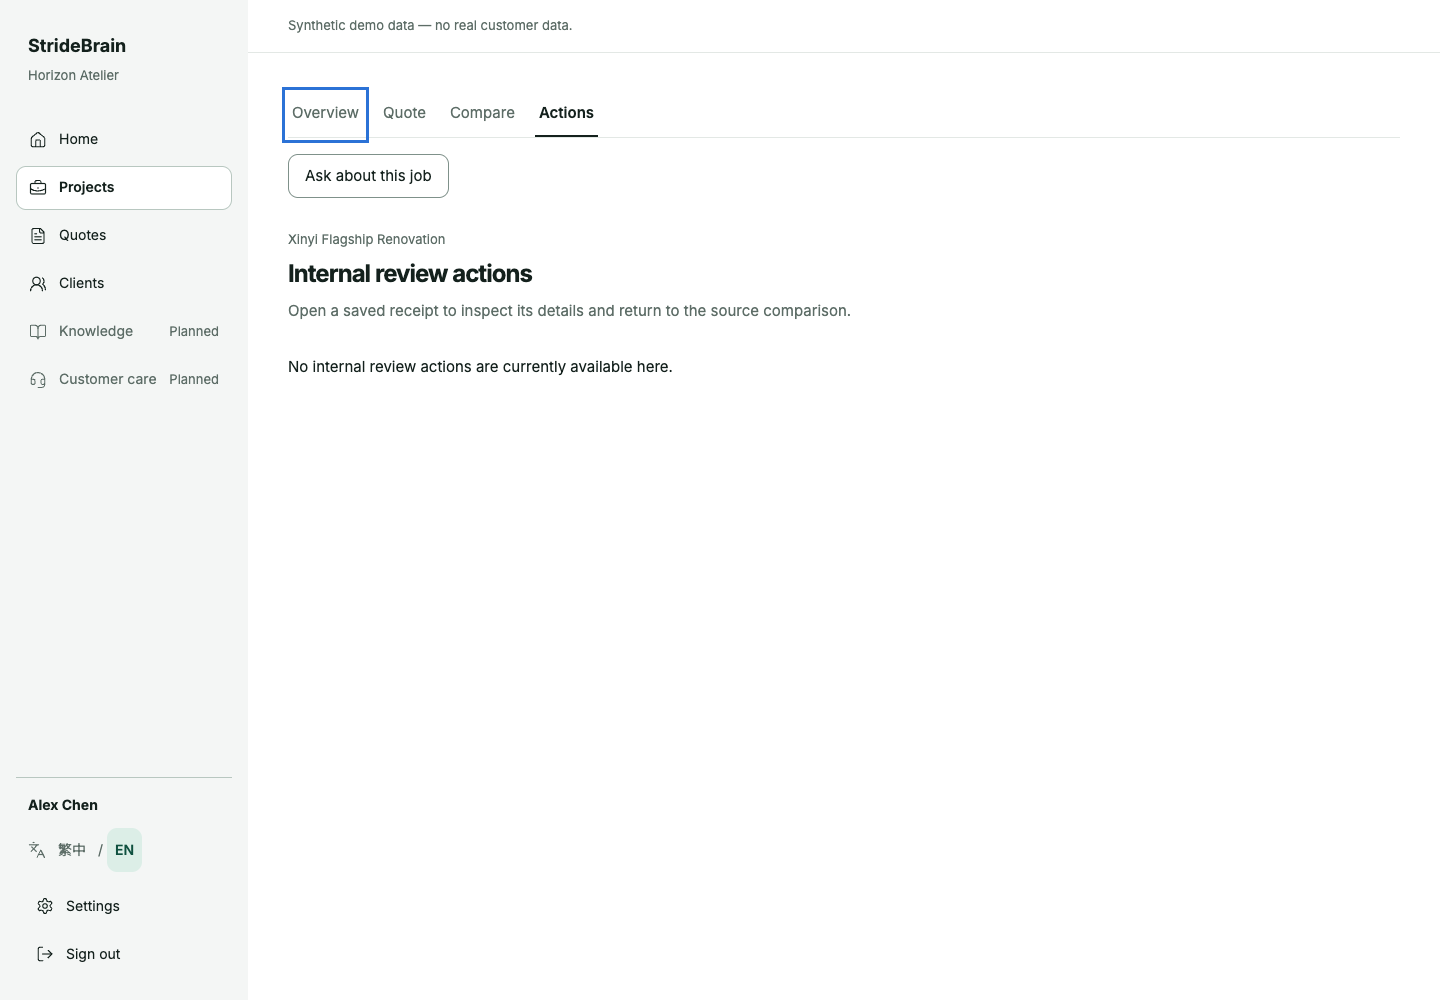 StrideBrain
Horizon Atelier
Home
Projects
Quotes
Clients
Knowledge Planned
Customer care Planned
Alex Chen
繁中 / EN
Settings
Sign out
Synthetic demo data — no real customer data.
Overview Quote Compare Actions
Ask about this job
Xinyi Flagship Renovation
Internal review actions
Open a saved receipt to inspect its details and return to the source comparison.
No internal review actions are currently available here.